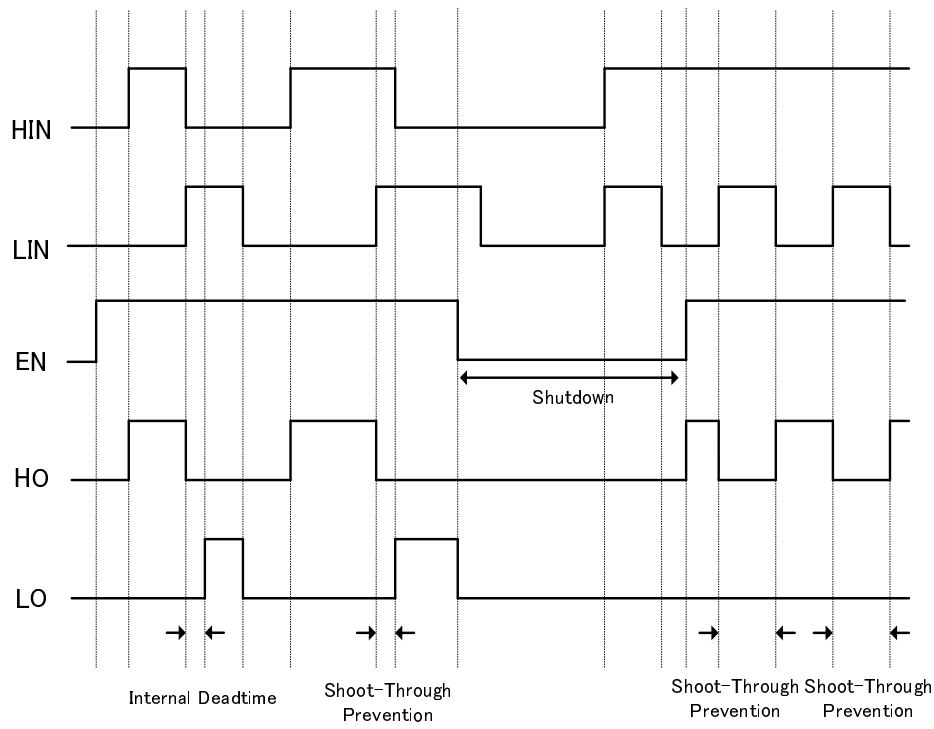 HIN
LIN
EN
Shutdown
HO
LO
Internal Deadtime
Shoot-Through
Prevention
Shoot-Through
Prevention
Shoot-Through
Prevention